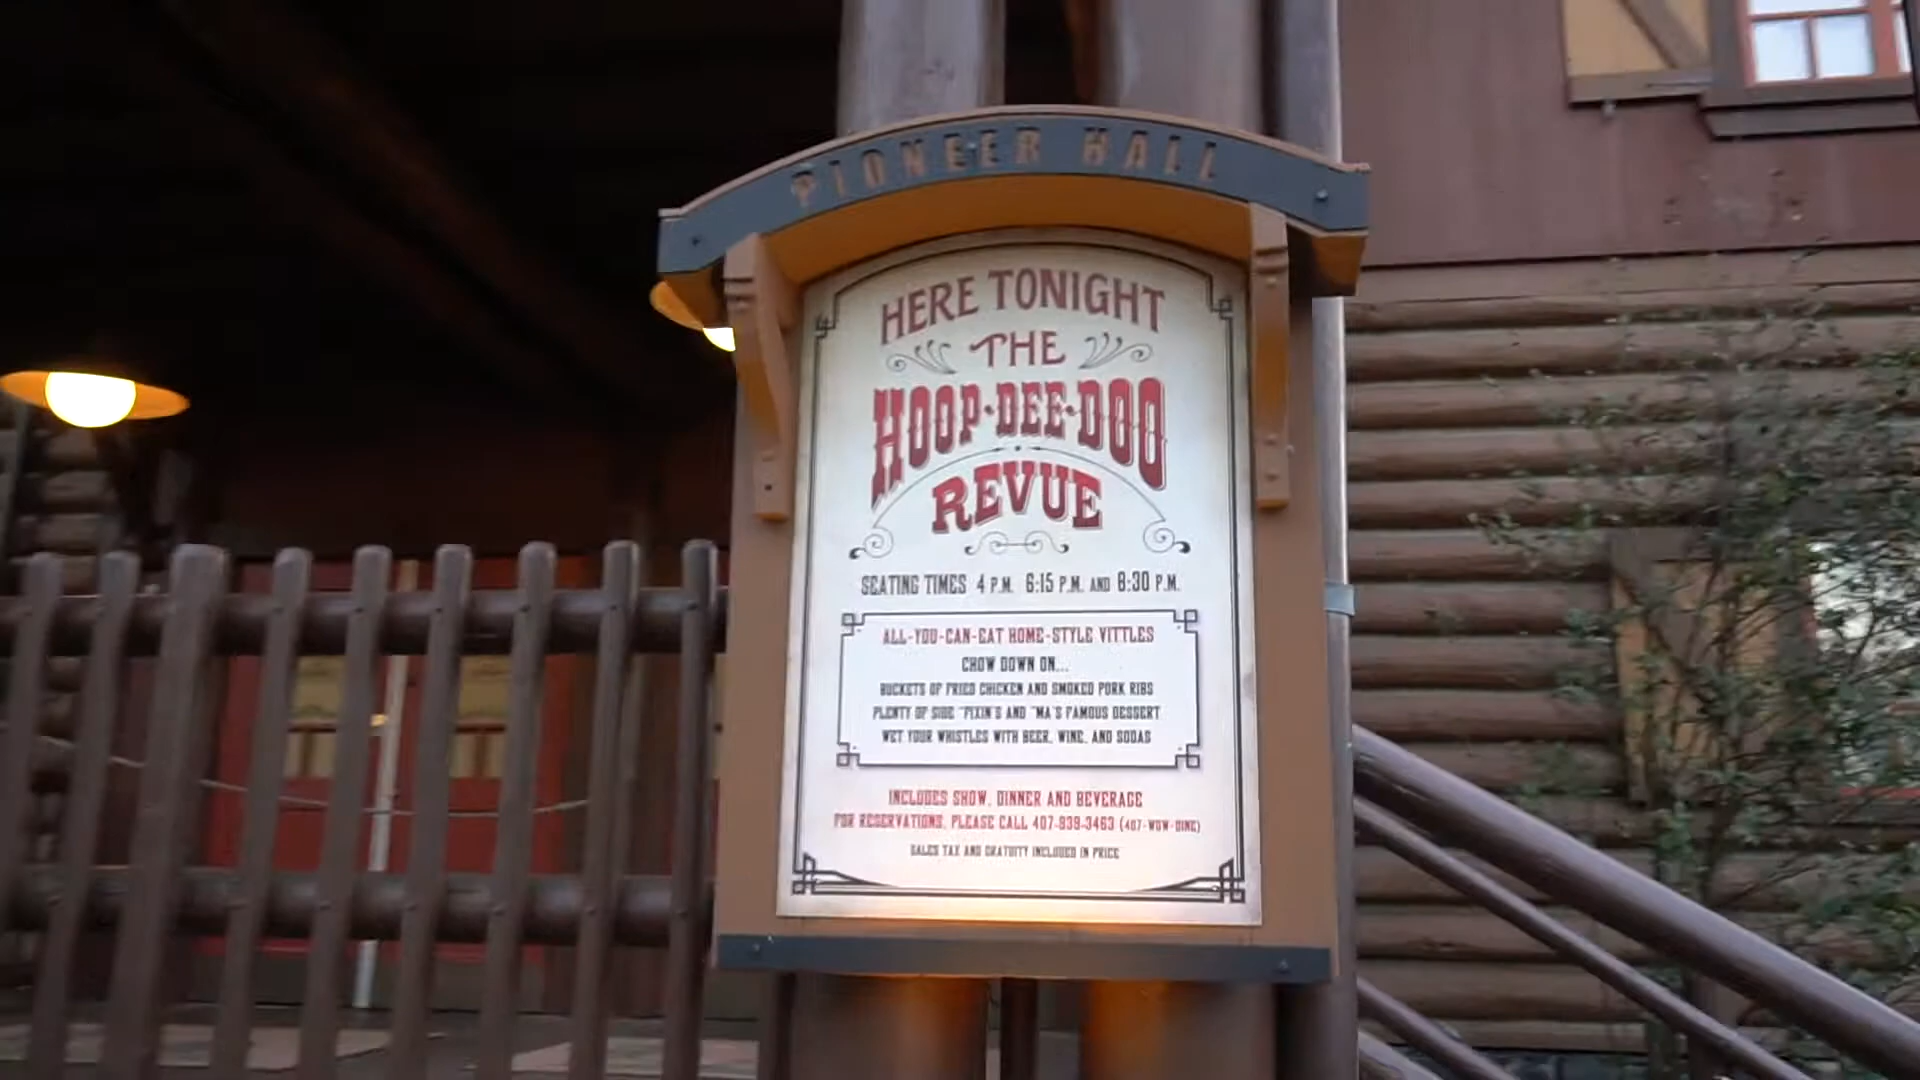 PIONEER HALL
HERE TONIGHT
THE
HOOP·DEE·DOO
REVUE
SEATING TIMES 4 P.M. 6:15 P.M. AND 8:30 P.M.
ALL-YOU-CAN-EAT HOME-STYLE VITTLES
CHOW DOWN ON...
BUCKETS OF FRIED CHICKEN AND SMOKED PORK RIBS
PLENTY OF SIDE "FIXIN'S AND "MA'S FAMOUS DESSERT
WET YOUR WHISTLES WITH BEER, WINE, AND SODAS
INCLUDES SHOW, DINNER AND BEVERAGE
FOR RESERVATIONS, PLEASE CALL 407-939-3463 (407-WDW-DINE)
SALES TAX AND GRATUITY INCLUDED IN PRICE